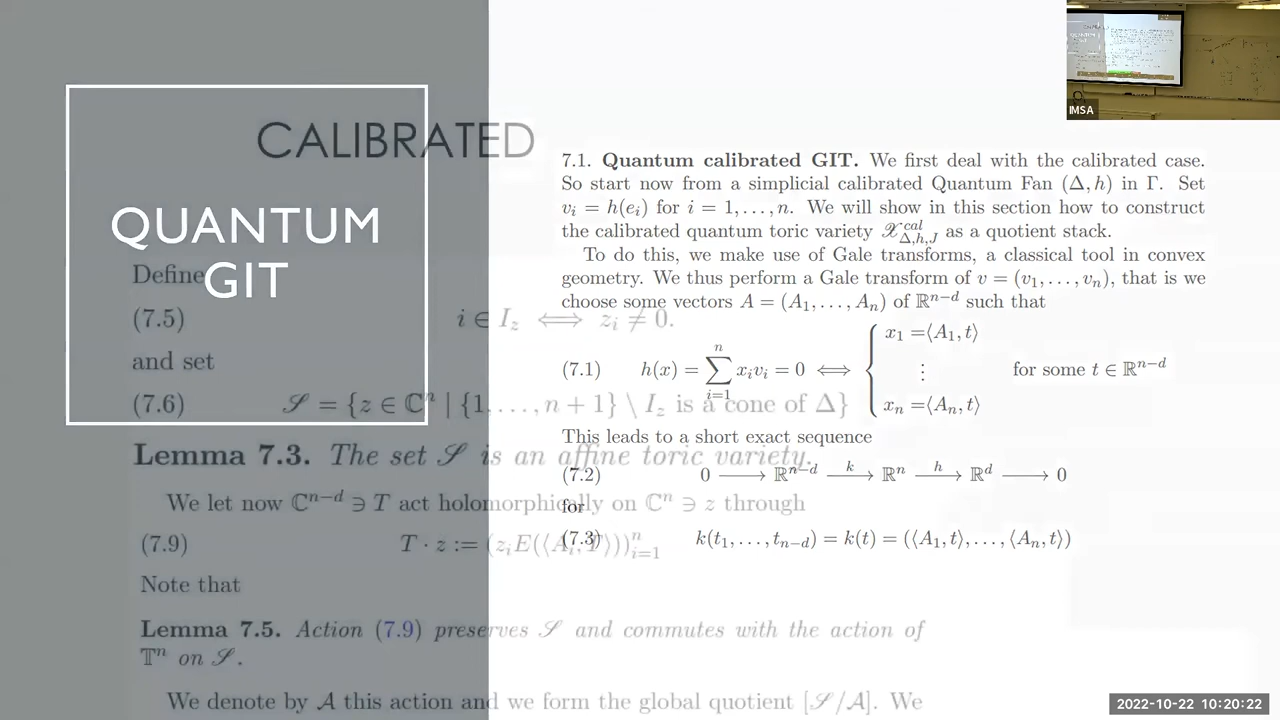 CALIBRATED
QUANTUM
GIT
Define
(7.5) i ∈ I_z ⟺ z_i ≠ 0.
and set
(7.6) 𝒮 = {z ∈ ℂ^n | {1, …, n + 1} \ I_z is a cone of Δ}
Lemma 7.3. The set 𝒮 is an affine toric variety.
We let now ℂ^{n−d} ∋ T act holomorphically on ℂ^n ∋ z through
(7.9) T · z := (z_i E(⟨A_i, T⟩))_{i=1}^n
Note that
Lemma 7.5. Action (7.9) preserves 𝒮 and commutes with the action of
𝕋^n on 𝒮.
We denote by 𝒜 this action and we form the global quotient [𝒮/𝒜]. We
7.1. Quantum calibrated GIT. We first deal with the calibrated case.
So start now from a simplicial calibrated Quantum Fan (Δ, h) in Γ. Set
v_i = h(e_i) for i = 1, …, n. We will show in this section how to construct
the calibrated quantum toric variety 𝒳^{cal}_{Δ,h,J} as a quotient stack.
To do this, we make use of Gale transforms, a classical tool in convex
geometry. We thus perform a Gale transform of v = (v_1, …, v_n), that is we
choose some vectors A = (A_1, …, A_n) of ℝ^{n−d} such that
(7.1) h(x) = ∑_{i=1}^n x_i v_i = 0 ⟺ { x_1 = ⟨A_1, t⟩ ⋮ x_n = ⟨A_n, t⟩ for some t ∈ ℝ^{n−d}
This leads to a short exact sequence
(7.2) 0 ⟶ ℝ^{n−d} ⟶^k ℝ^n ⟶^h ℝ^d ⟶ 0
for
(7.3) k(t_1, …, t_{n−d}) = k(t) = (⟨A_1, t⟩, …, ⟨A_n, t⟩)
IMSA
2022-10-22 10:20:22